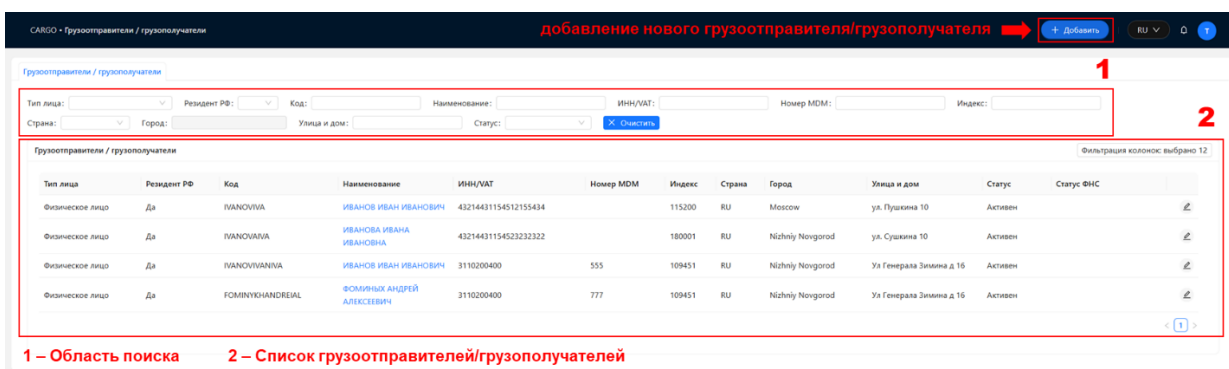 CARGO • Грузоотправители / грузополучатели
добавление нового грузоотправителя/грузополучателя
+ Добавить
RU
T
Грузоотправители / грузополучатели
1
Тип лица: Резидент РФ: Код: Наименование: ИНН/VAT: Номер MDM: Индекс:
Страна: Город: Улица и дом: Статус: × Очистить
2
Грузоотправители / грузополучатели
Фильтрация колонок: выбрано 12
Тип лица Резидент РФ Код Наименование ИНН/VAT Номер MDM Индекс Страна Город Улица и дом Статус Статус ФНС
Физическое лицо Да IVANOVIVA ИВАНОВ ИВАН ИВАНОВИЧ 43214431154512155434 115200 RU Moscow ул. Пушкина 10 Активен
Физическое лицо Да IVANOVAIVA ИВАНОВА ИВАНА ИВАНОВНА 43214431154523232322 180001 RU Nizhniy Novgorod ул. Сушкина 10 Активен
Физическое лицо Да IVANOVIVANIVA ИВАНОВ ИВАН ИВАНОВИЧ 3110200400 555 109451 RU Nizhniy Novgorod Ул Генерала Зимина д 16 Активен
Физическое лицо Да FOMINYKHANDREIAL ФОМИНЫХ АНДРЕЙ АЛЕКСЕЕВИЧ 3110200400 777 109451 RU Nizhniy Novgorod Ул Генерала Зимина д 16 Активен
< 1 >
1 – Область поиска 2 – Список грузоотправителей/грузополучателей